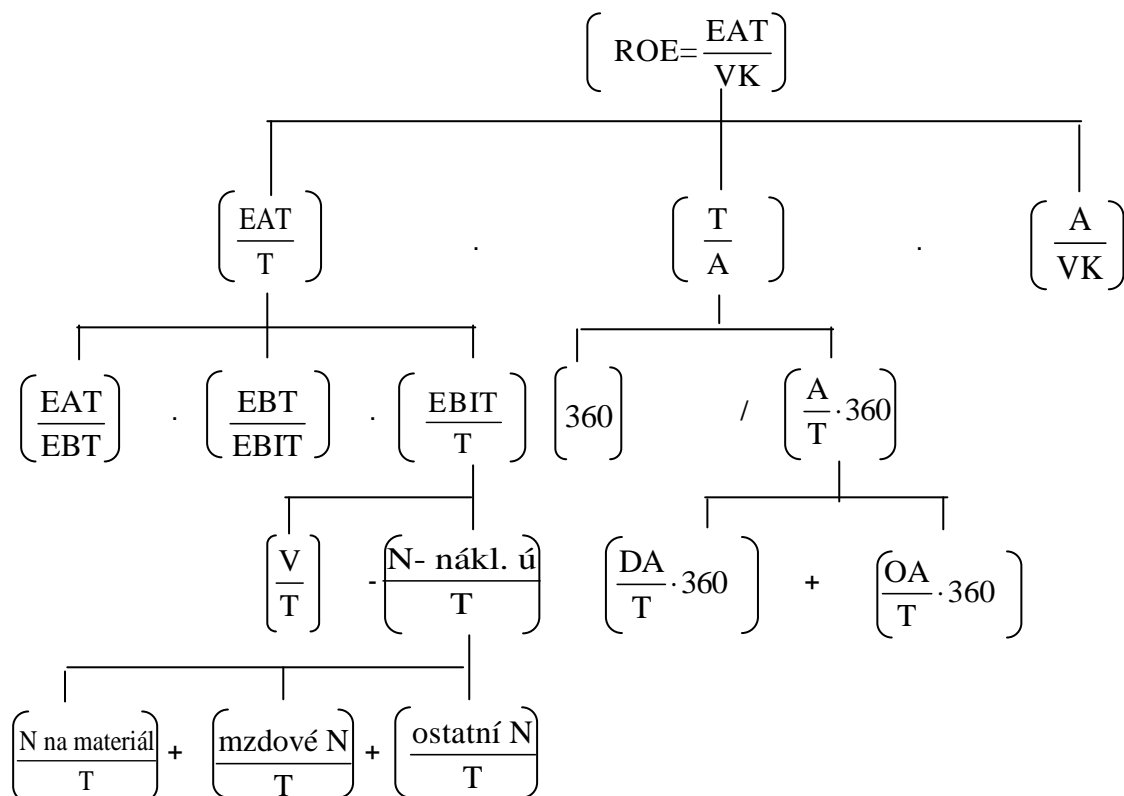 ROE=EAT/VK
EAT/T · T/A · A/VK
EAT/EBT · EBT/EBIT · EBIT/T 360 / A/T·360
V/T - N- nákl. ú/T DA/T·360 + OA/T·360
N na materiál/T + mzdové N/T + ostatní N/T